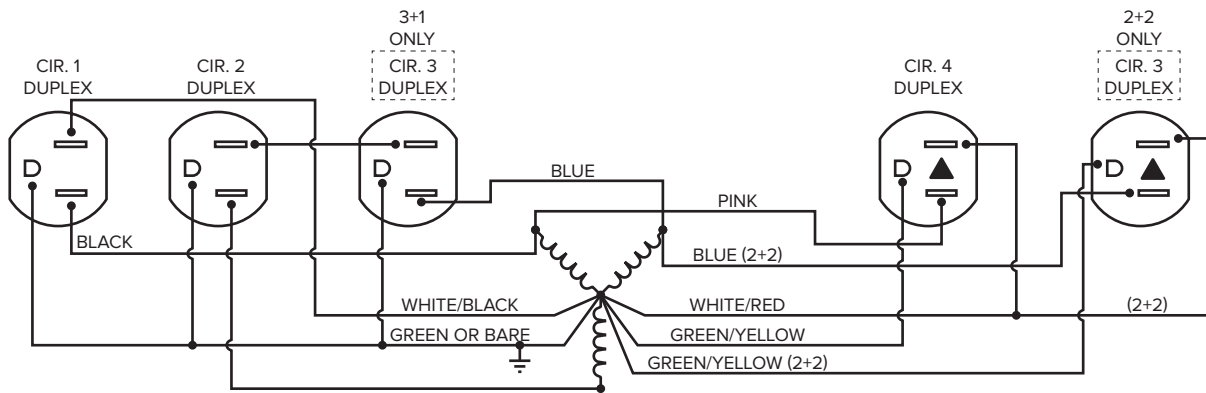 3+1
ONLY
2+2
ONLY
CIR. 1
DUPLEX
CIR. 2
DUPLEX
CIR. 3
DUPLEX
CIR. 4
DUPLEX
CIR. 3
DUPLEX
D
D
D
D
D
BLUE
PINK
BLACK
BLUE (2+2)
WHITE/BLACK
WHITE/RED
(2+2)
GREEN OR BARE
GREEN/YELLOW
GREEN/YELLOW (2+2)